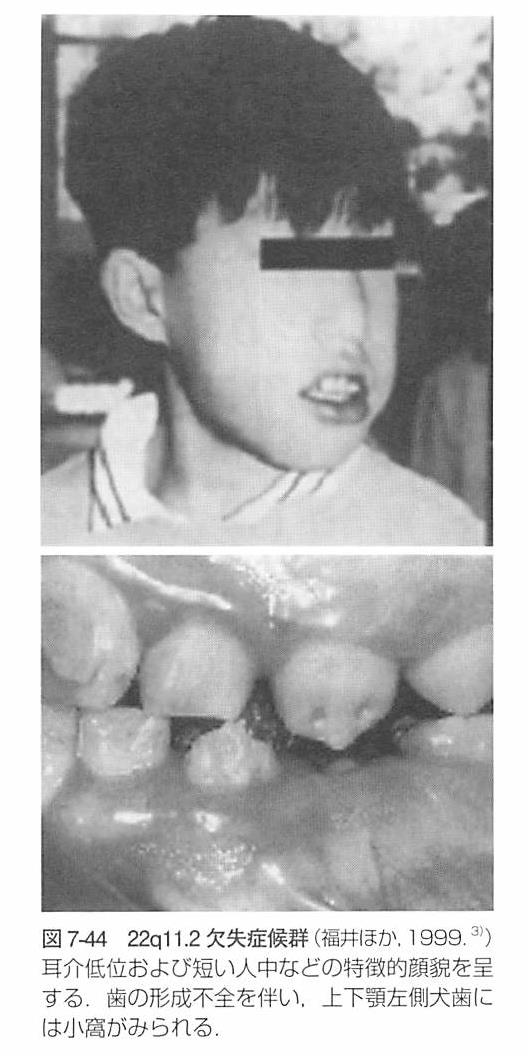 図7-44 22q11.2欠失症候群(福井ほか,1999.³⁾)
耳介低位および短い人中などの特徴的顔貌を呈
する.歯の形成不全を伴い,上下顎左側犬歯に
は小窩がみられる.